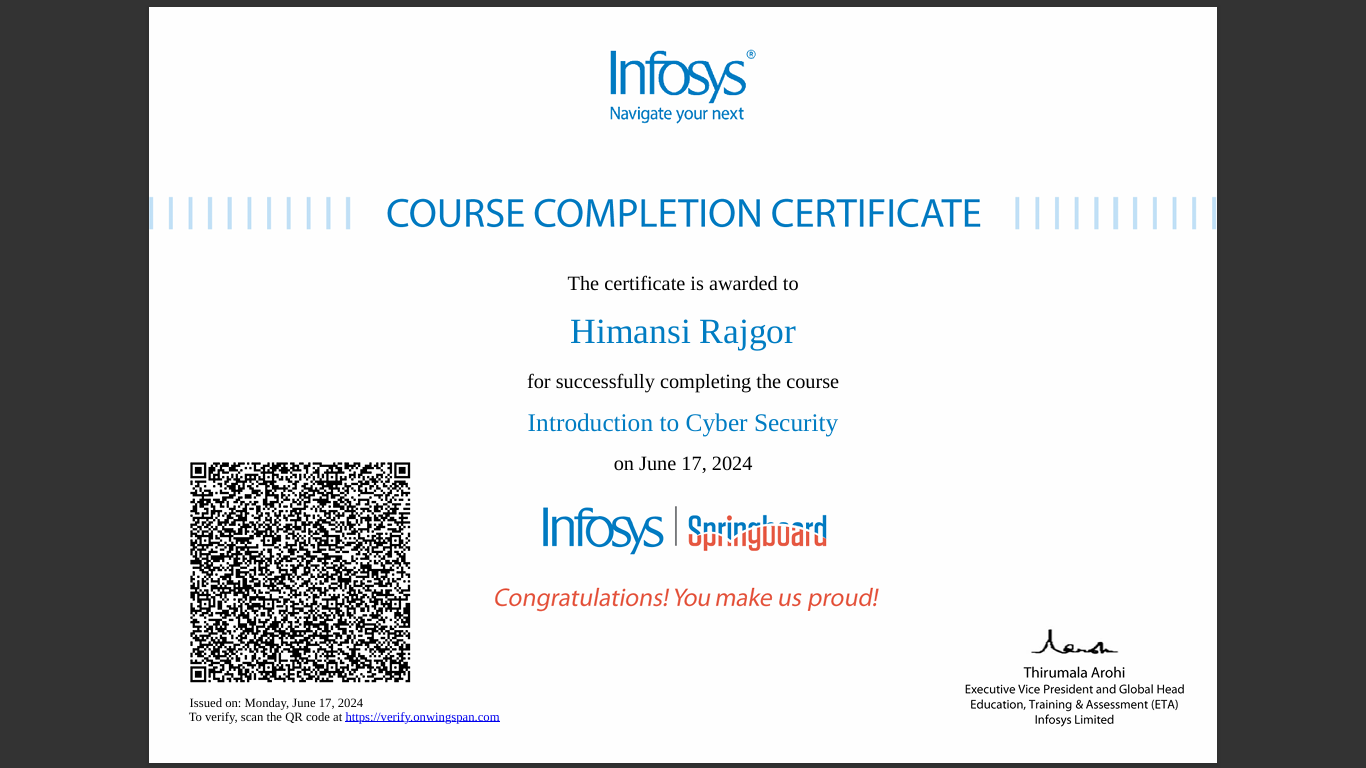 Infosys®
Navigate your next
COURSE COMPLETION CERTIFICATE
The certificate is awarded to
Himansi Rajgor
for successfully completing the course
Introduction to Cyber Security
on June 17, 2024
Infosys | Springboard
Congratulations! You make us proud!
Issued on: Monday, June 17, 2024
To verify, scan the QR code at https://verify.onwingspan.com
Thirumala Arohi
Executive Vice President and Global Head
Education, Training & Assessment (ETA)
Infosys Limited